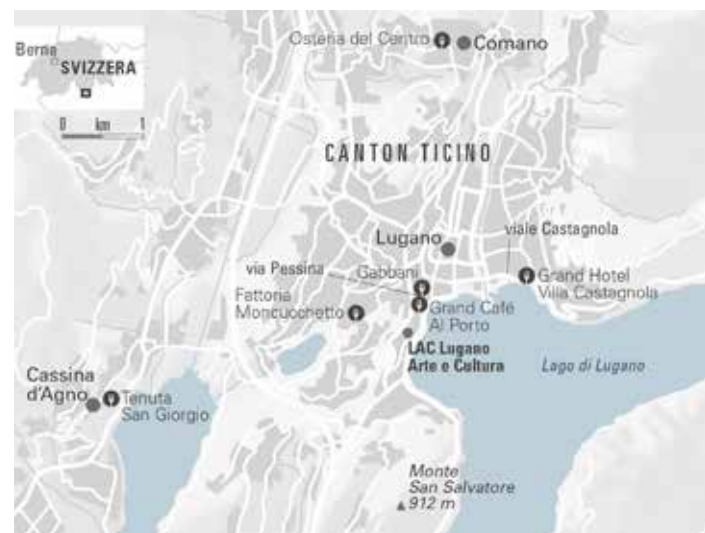 Osteria del Centro
Comano
Berna
SVIZZERA
0 km 1
CANTON TICINO
viale Castagnola
Lugano
via Pessina
Gabbani
Grand Hotel
Villa Castagnola
Fattoria
Moncucchetto
Grand Café
Al Porto
LAC Lugano
Arte e Cultura
Lago di Lugano
Cassina
d'Agno
Tenuta
San Giorgio
Monte
San Salvatore
912 m